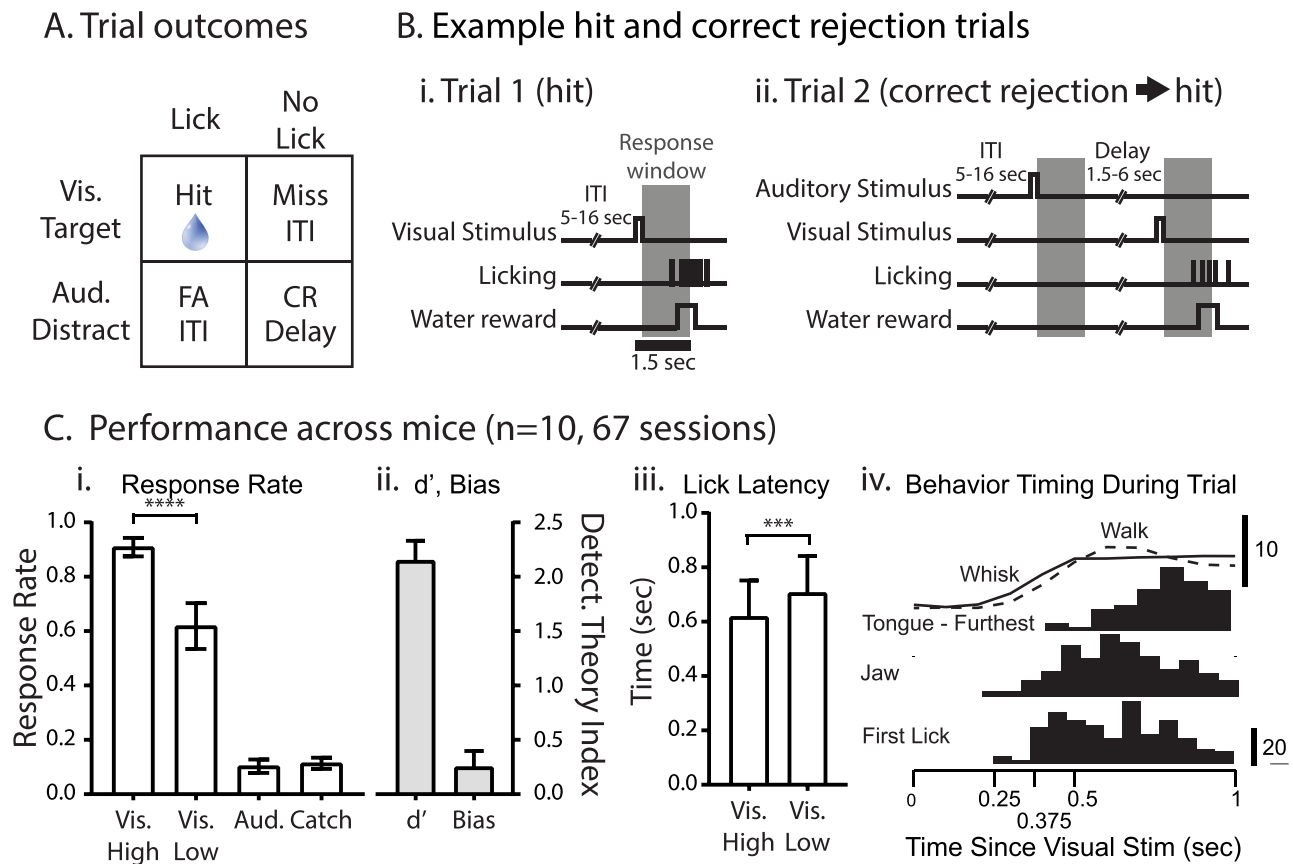 A. Trial outcomes
Lick
No
Lick
Vis.
Target
Hit
Miss
ITI
Aud.
Distract
FA
ITI
CR
Delay
B. Example hit and correct rejection trials
i. Trial 1 (hit)
Response
window
ITI
5-16 sec
Visual Stimulus
Licking
Water reward
1.5 sec
ii. Trial 2 (correct rejection ➡ hit)
ITI
5-16 sec
Delay
1.5-6 sec
Auditory Stimulus
Visual Stimulus
Licking
Water reward
C. Performance across mice (n=10, 67 sessions)
i. Response Rate
****
Response Rate
1.0
0.8
0.6
0.4
0.2
0.0
Vis.
High
Vis.
Low
Aud.
Catch
ii. d', Bias
2.5
2.0
1.5
1.0
0.5
0.0
Detect. Theory Index
d'
Bias
iii. Lick Latency
***
Time (sec)
1.0
0.8
0.6
0.4
0.2
0.0
Vis.
High
Vis.
Low
iv. Behavior Timing During Trial
Walk
Whisk
10
Tongue - Furthest
Jaw
First Lick
20
0
0.25
0.375
0.5
1
Time Since Visual Stim (sec)